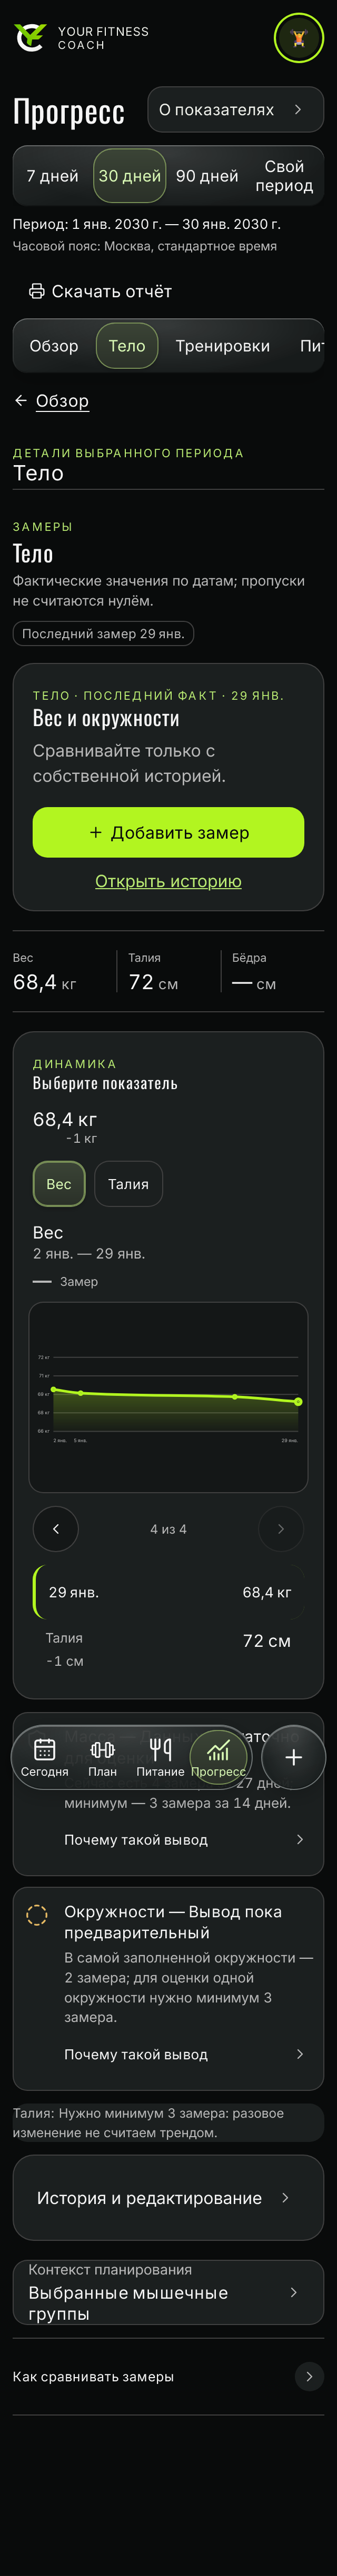 YOUR FITNESS
COACH
Прогресс
О показателях
7 дней
30 дней
90 дней
Свой
период
Период: 1 янв. 2030 г. — 30 янв. 2030 г.
Часовой пояс: Москва, стандартное время
Скачать отчёт
Обзор
Тело
Тренировки
Пит
Обзор
ДЕТАЛИ ВЫБРАННОГО ПЕРИОДА
Тело
ЗАМЕРЫ
Тело
Фактические значения по датам; пропуски
не считаются нулём.
Последний замер 29 янв.
ТЕЛО · ПОСЛЕДНИЙ ФАКТ · 29 ЯНВ.
Вес и окружности
Сравнивайте только с
собственной историей.
+ Добавить замер
Открыть историю
Вес
Талия
Бёдра
68,4 кг
72 см
— см
ДИНАМИКА
Выберите показатель
68,4 кг
-1 кг
Вес
Талия
Вес
2 янв. — 29 янв.
Замер
72 кг
71 кг
69 кг
68 кг
66 кг
2 янв.
5 янв.
29 янв.
4 из 4
29 янв.
68,4 кг
Талия
72 см
-1 см
Сегодня
План
Питание
Прогресс
27
минимум — 3 замера за 14 дней.
Почему такой вывод
Окружности — Вывод пока
предварительный
В самой заполненной окружности —
2 замера; для оценки одной
окружности нужно минимум 3
замера.
Почему такой вывод
Талия: Нужно минимум 3 замера: разовое
изменение не считаем трендом.
История и редактирование
Контекст планирования
Выбранные мышечные
группы
Как сравнивать замеры